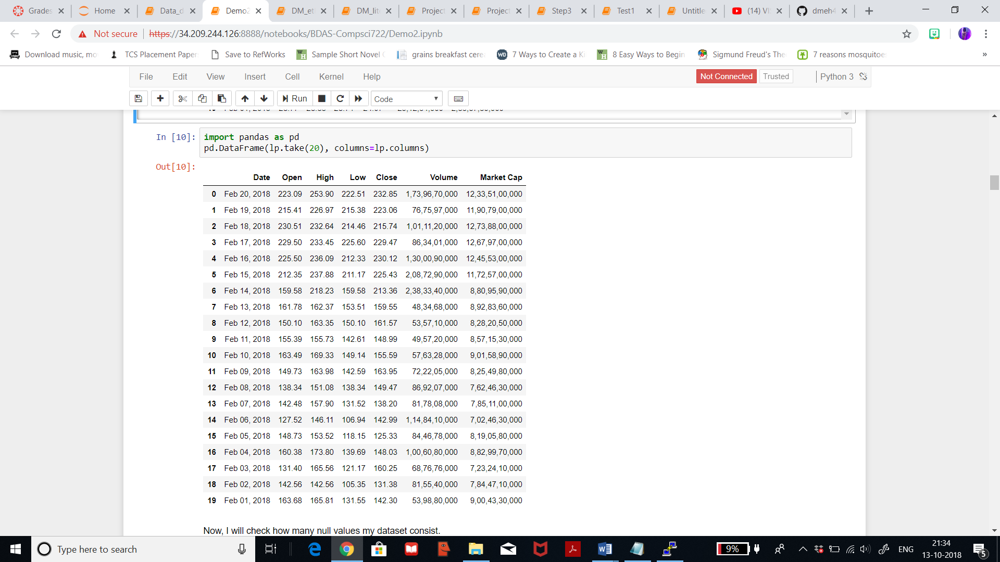 Grades Home Data_d Demo2 DM_et DM_lit Project Project Step3 Test1 Untitle (14) VI dmeh4
Not secure https://34.209.244.126:8888/notebooks/BDAS-Compsci722/Demo2.ipynb
Download music, mo TCS Placement Paper Save to RefWorks Sample Short Novel grains breakfast cere WD 7 Ways to Create a Ki 8 Easy Ways to Begin Sigmund Freud's The 7 reasons mosquitoe »
File Edit View Insert Cell Kernel Help Not Connected Trusted Python 3
Run Code
In [10]: import pandas as pd
pd.DataFrame(lp.take(20), columns=lp.columns)
Out[10]:
Date Open High Low Close Volume Market Cap
0 Feb 20, 2018 223.09 253.90 222.51 232.85 1,73,96,70,000 12,33,51,00,000
1 Feb 19, 2018 215.41 226.97 215.38 223.06 76,75,97,000 11,90,79,00,000
2 Feb 18, 2018 230.51 232.64 214.46 215.74 1,01,11,20,000 12,73,88,00,000
3 Feb 17, 2018 229.50 233.45 225.60 229.47 86,34,01,000 12,67,97,00,000
4 Feb 16, 2018 225.50 236.09 212.33 230.12 1,30,00,90,000 12,45,53,00,000
5 Feb 15, 2018 212.35 237.88 211.17 225.43 2,08,72,90,000 11,72,57,00,000
6 Feb 14, 2018 159.58 218.23 159.58 213.36 2,38,33,40,000 8,80,95,90,000
7 Feb 13, 2018 161.78 162.37 153.51 159.55 48,34,68,000 8,92,83,60,000
8 Feb 12, 2018 150.10 163.35 150.10 161.57 53,57,10,000 8,28,20,50,000
9 Feb 11, 2018 155.39 155.73 142.61 148.99 49,57,20,000 8,57,15,30,000
10 Feb 10, 2018 163.49 169.33 149.14 155.59 57,63,28,000 9,01,58,90,000
11 Feb 09, 2018 149.73 163.98 142.59 163.95 72,22,05,000 8,25,49,80,000
12 Feb 08, 2018 138.34 151.08 138.34 149.47 86,92,07,000 7,62,46,30,000
13 Feb 07, 2018 142.48 157.90 131.52 138.20 81,78,08,000 7,85,11,00,000
14 Feb 06, 2018 127.52 146.11 106.94 142.99 1,14,84,10,000 7,02,46,30,000
15 Feb 05, 2018 148.73 153.52 118.15 125.33 84,46,78,000 8,19,05,80,000
16 Feb 04, 2018 160.38 173.80 139.69 148.03 1,00,60,80,000 8,82,99,70,000
17 Feb 03, 2018 131.40 165.56 121.17 160.25 68,76,76,000 7,23,24,10,000
18 Feb 02, 2018 142.56 142.56 105.35 131.38 81,55,40,000 7,84,47,10,000
19 Feb 01, 2018 163.68 165.81 131.55 142.30 53,98,80,000 9,00,43,30,000
Now, I will check how many null values my dataset consist.
Type here to search 9% ENG 21:34
13-10-2018 5